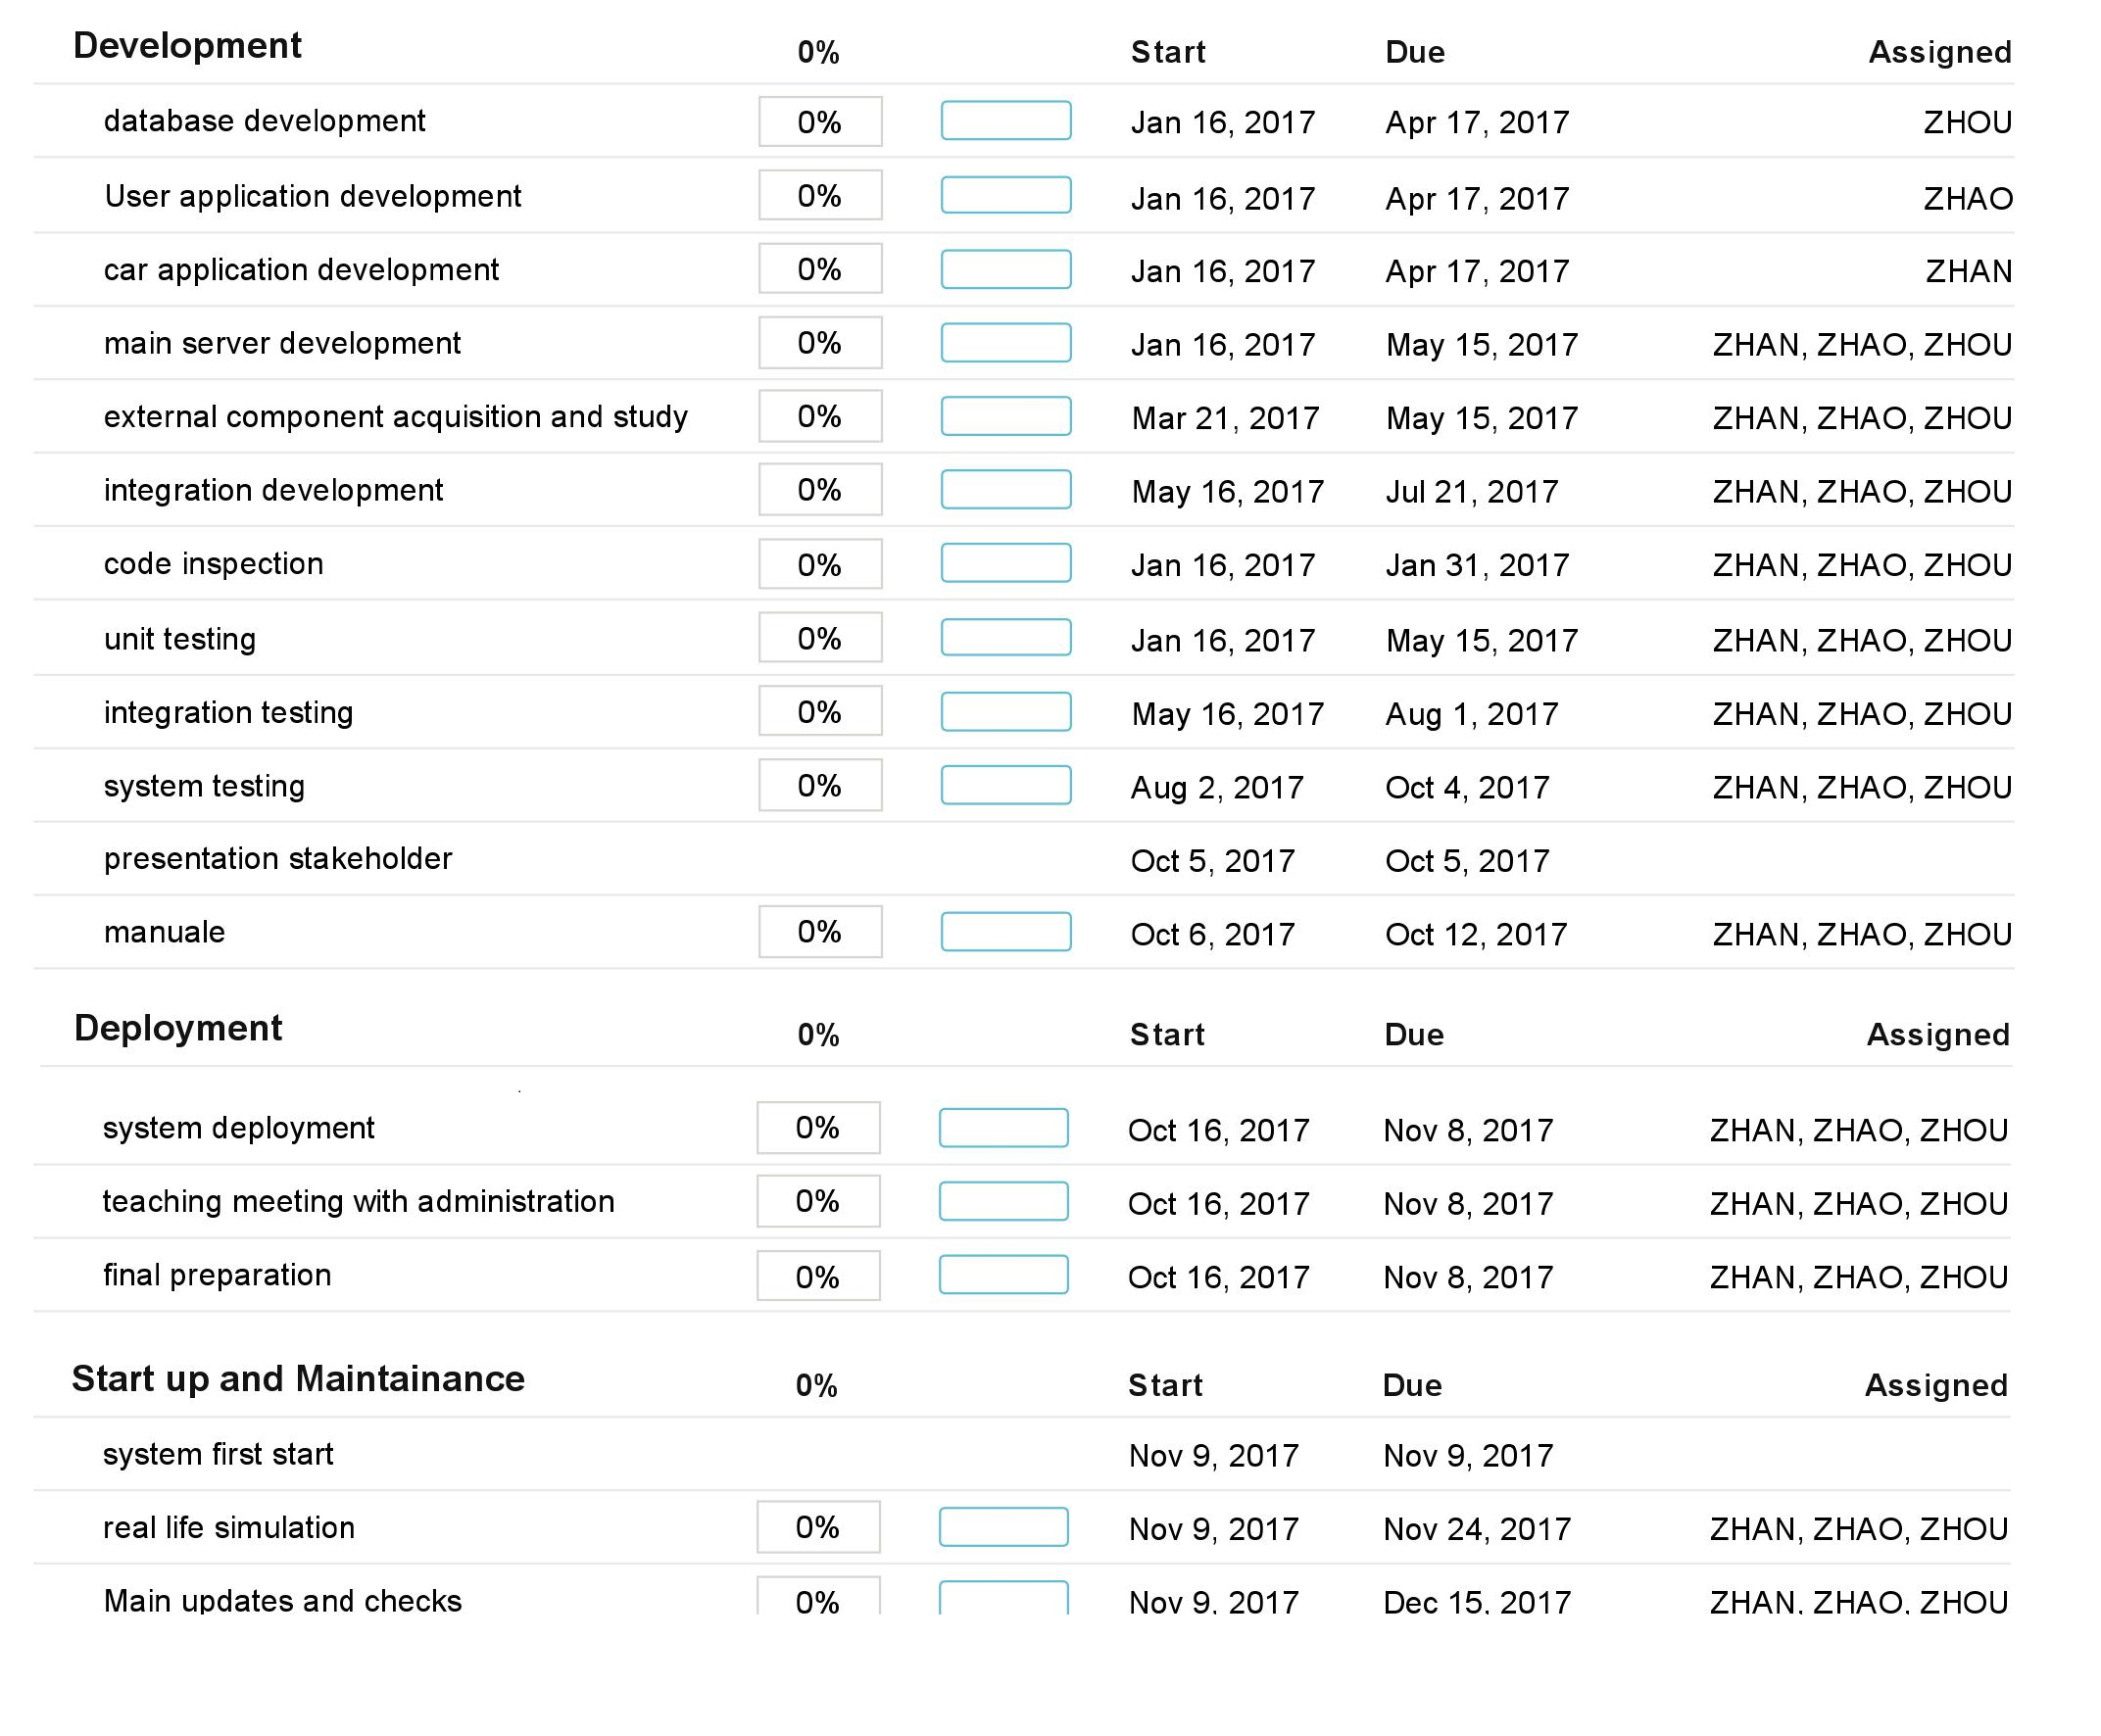 Development 0% Start Due Assigned
database development 0% Jan 16, 2017 Apr 17, 2017 ZHOU
User application development 0% Jan 16, 2017 Apr 17, 2017 ZHAO
car application development 0% Jan 16, 2017 Apr 17, 2017 ZHAN
main server development 0% Jan 16, 2017 May 15, 2017 ZHAN, ZHAO, ZHOU
external component acquisition and study 0% Mar 21, 2017 May 15, 2017 ZHAN, ZHAO, ZHOU
integration development 0% May 16, 2017 Jul 21, 2017 ZHAN, ZHAO, ZHOU
code inspection 0% Jan 16, 2017 Jan 31, 2017 ZHAN, ZHAO, ZHOU
unit testing 0% Jan 16, 2017 May 15, 2017 ZHAN, ZHAO, ZHOU
integration testing 0% May 16, 2017 Aug 1, 2017 ZHAN, ZHAO, ZHOU
system testing 0% Aug 2, 2017 Oct 4, 2017 ZHAN, ZHAO, ZHOU
presentation stakeholder Oct 5, 2017 Oct 5, 2017
manuale 0% Oct 6, 2017 Oct 12, 2017 ZHAN, ZHAO, ZHOU
Deployment 0% Start Due Assigned
system deployment 0% Oct 16, 2017 Nov 8, 2017 ZHAN, ZHAO, ZHOU
teaching meeting with administration 0% Oct 16, 2017 Nov 8, 2017 ZHAN, ZHAO, ZHOU
final preparation 0% Oct 16, 2017 Nov 8, 2017 ZHAN, ZHAO, ZHOU
Start up and Maintainance 0% Start Due Assigned
system first start Nov 9, 2017 Nov 9, 2017
real life simulation 0% Nov 9, 2017 Nov 24, 2017 ZHAN, ZHAO, ZHOU
Main updates and checks 0% Nov 9, 2017 Dec 15, 2017 ZHAN, ZHAO, ZHOU